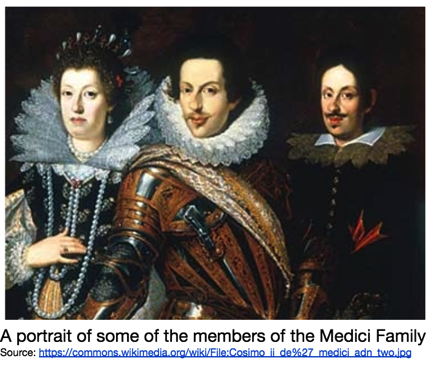 A portrait of some of the members of the Medici Family
Source: https://commons.wikimedia.org/wiki/File:Cosimo_ii_de%27_medici_adn_two.jpg